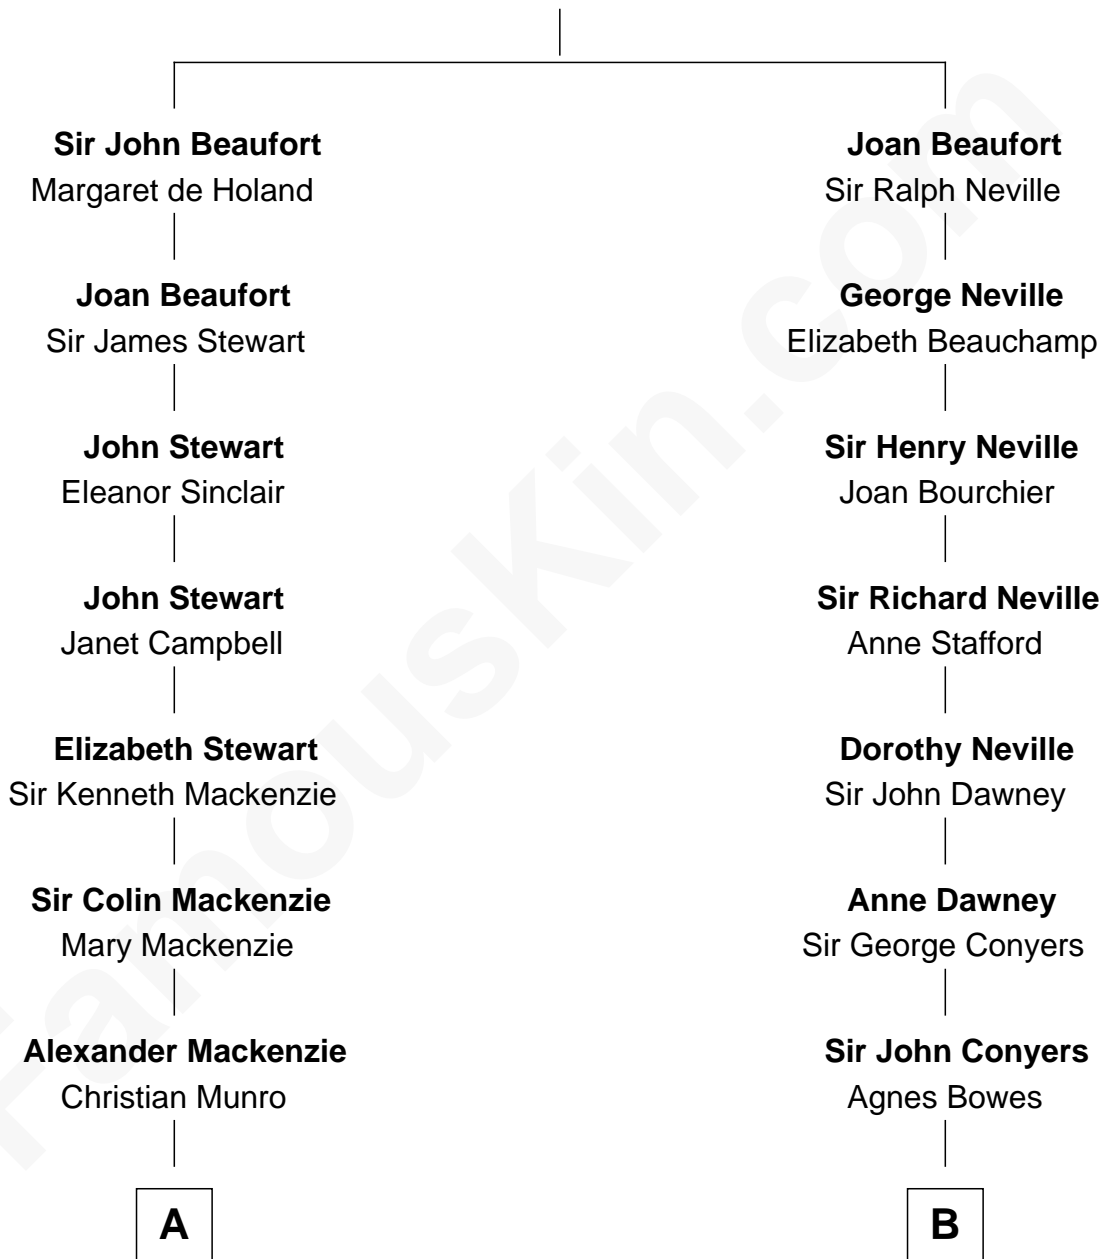 Sir John Beaufort
Margaret de Holand
Joan Beaufort
Sir James Stewart
John Stewart
Eleanor Sinclair
John Stewart
Janet Campbell
Elizabeth Stewart
Sir Kenneth Mackenzie
Sir Colin Mackenzie
Mary Mackenzie
Alexander Mackenzie
Christian Munro
A
Joan Beaufort
Sir Ralph Neville
George Neville
Elizabeth Beauchamp
Sir Henry Neville
Joan Bourchier
Sir Richard Neville
Anne Stafford
Dorothy Neville
Sir John Dawney
Anne Dawney
Sir George Conyers
Sir John Conyers
Agnes Bowes
B
FamousKin.com